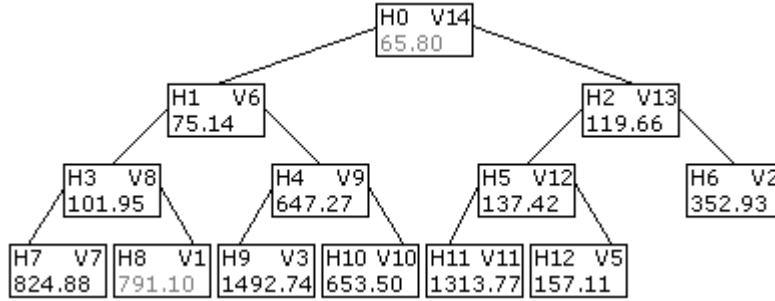 H0 V14
65.80
H1 V6
75.14
H2 V13
119.66
H3 V8
101.95
H4 V9
647.27
H5 V12
137.42
H6 V2
352.93
H7 V7
824.88
H8 V1
791.10
H9 V3
1492.74
H10 V10
653.50
H11 V11
1313.77
H12 V5
157.11